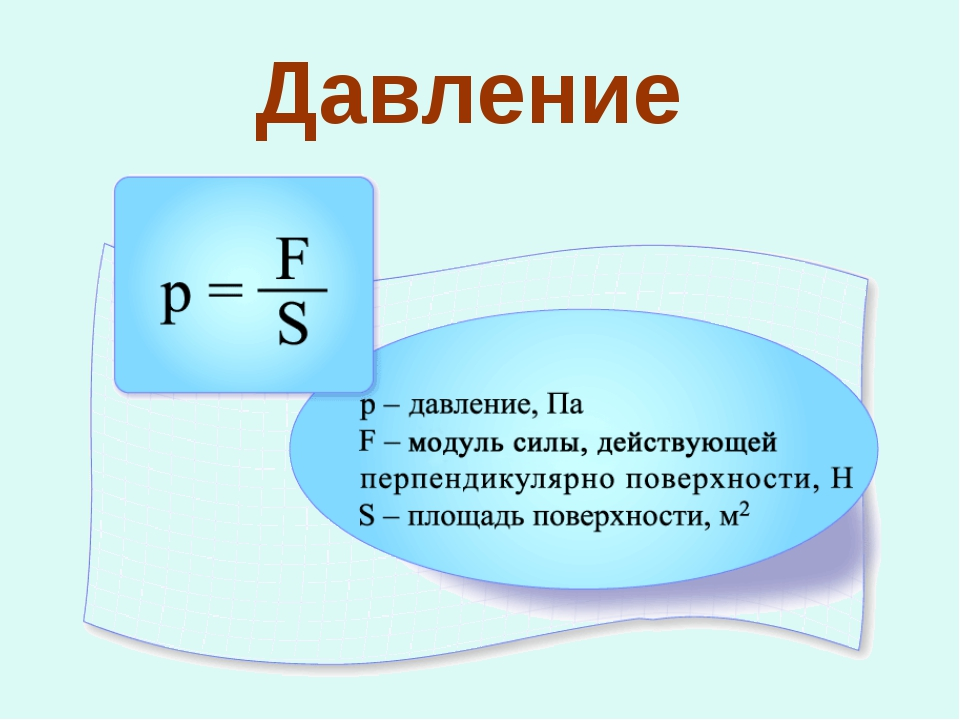 Давление
p = F/S
p – давление, Па
F – модуль силы, действующей
перпендикулярно поверхности, Н
S – площадь поверхности, м²